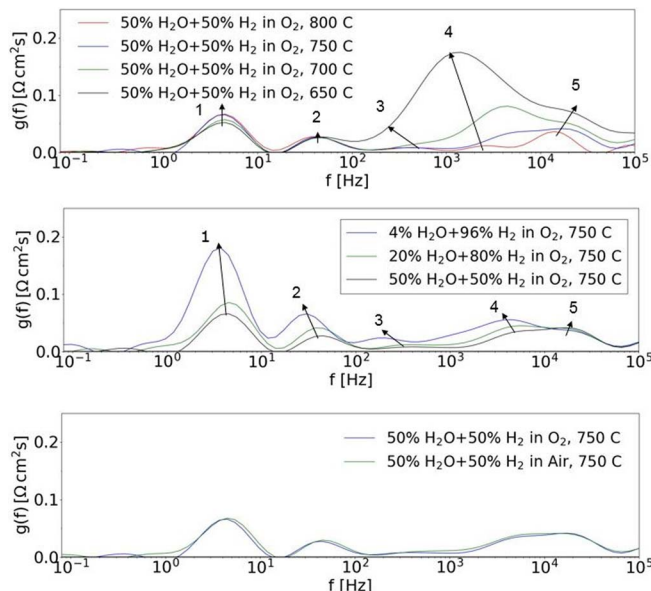 50% H₂O+50% H₂ in O₂, 800 C
50% H₂O+50% H₂ in O₂, 750 C
50% H₂O+50% H₂ in O₂, 700 C
50% H₂O+50% H₂ in O₂, 650 C
1
2
3
4
5
g(f) [Ω cm²s]
0.2
0.1
0.0
10⁻¹ 10⁰ 10¹ 10² 10³ 10⁴ 10⁵
f [Hz]
4% H₂O+96% H₂ in O₂, 750 C
20% H₂O+80% H₂ in O₂, 750 C
50% H₂O+50% H₂ in O₂, 750 C
1
2
3
4
5
g(f) [Ω cm²s]
0.2
0.1
0.0
10⁻¹ 10⁰ 10¹ 10² 10³ 10⁴ 10⁵
f [Hz]
50% H₂O+50% H₂ in O₂, 750 C
50% H₂O+50% H₂ in Air, 750 C
g(f) [Ω cm²s]
0.2
0.1
0.0
10⁻¹ 10⁰ 10¹ 10² 10³ 10⁴ 10⁵
f [Hz]